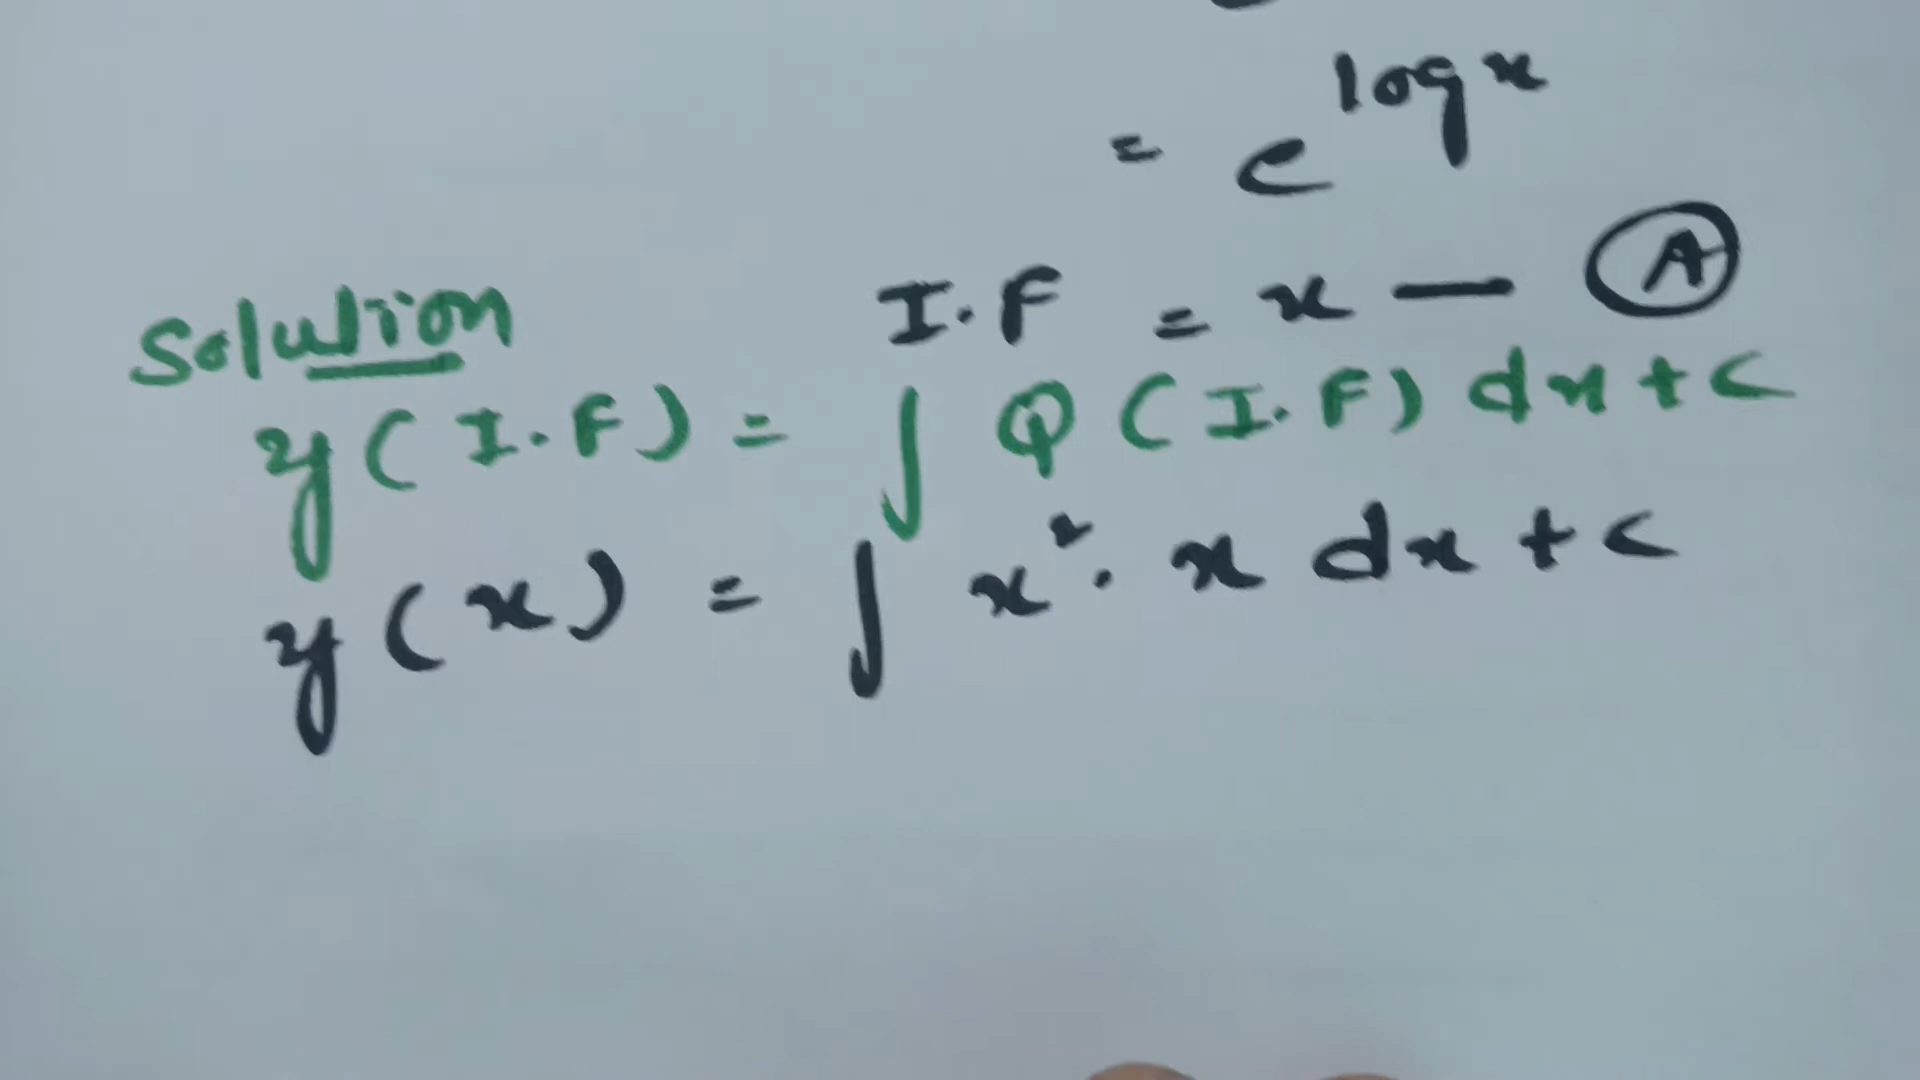 = e^log x
I.F = x — Ⓐ
Solution
y(I.F) = ∫ Q (I.F) dx + c
y(x) = ∫ x². x dx + c